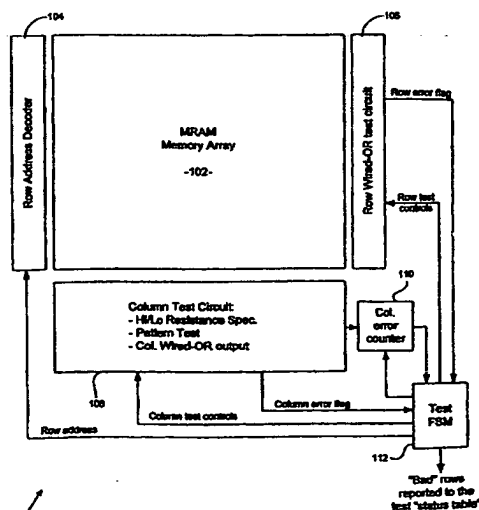 104
106
Row Address Decoder
MRAM
Memory Array
-102-
Row Wired-OR test circuit
Row error flag
Row test
controls
110
Column Test Circuit:
- Hi/Lo Resistance Spec.
- Pattern Test
- Col. Wired-OR output
Col.
error
counter
108
Column test controls
Column error flag
Test
FSM
Row address
112
"Bad" rows
reported to the
test "status table"